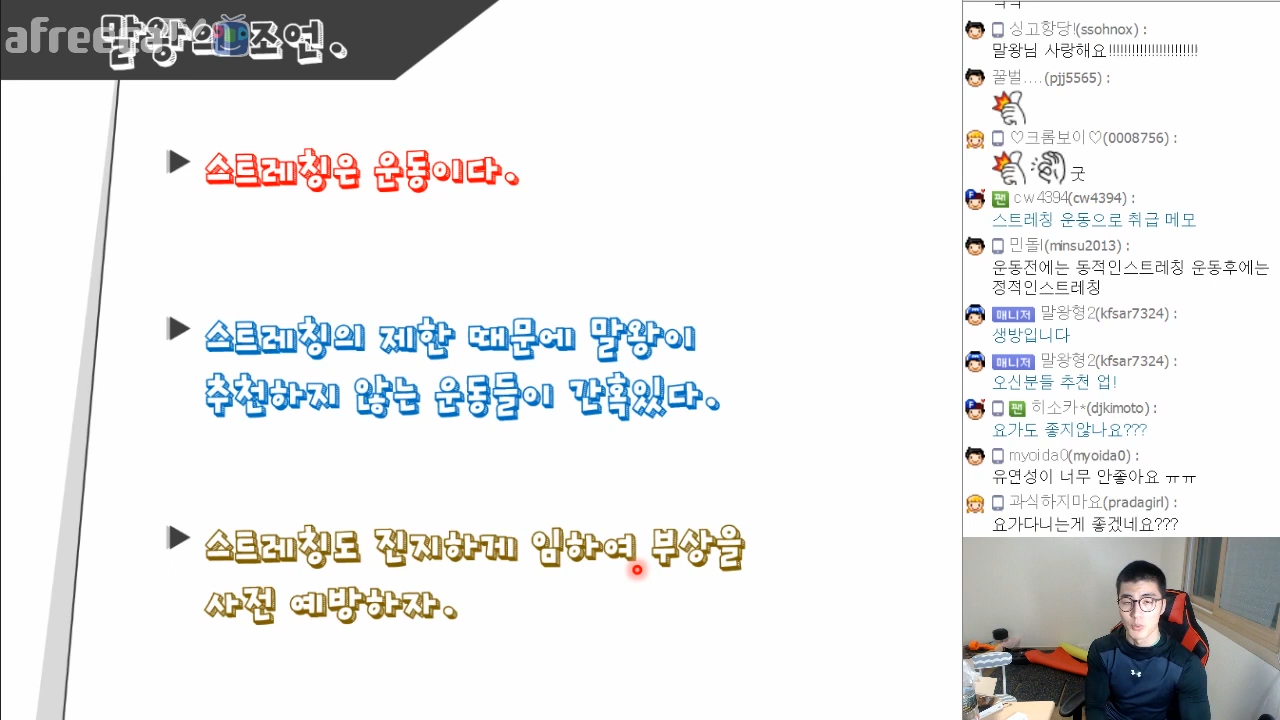 말왕의 조연.
스트레칭은 운동이다.
스트레칭의 제한 때문에 말왕이
추천하지 않는 운동들이 간혹있다.
스트레칭도 진지하게 임하여 부상을
사전 예방하자.
ㅋㅋ
싱고항당!(ssohnox) :
말왕님 사랑해요!!!!!!!!!!!!!!!!!!!!!!!
꿀벌....(pjj5565) :
♡크롬보이♡(0008756) :
굿
팬 cw4394(cw4394) :
스트레칭 운동으로 취급 메모
민돌l(minsu2013) :
운동전에는 동적인스트레칭 운동후에는
정적인스트레칭
매니저 말왕형2(kfsar7324) :
생방입니다
매니저 말왕형2(kfsar7324) :
오신분들 추천 업!
팬 히소카*(djkimoto) :
요가도 좋지않나요???
myoida0(myoida0) :
유연성이 너무 안좋아요 ㅠㅠ
과식하지마요(pradagirl) :
요가다니는게 좋겠네요???